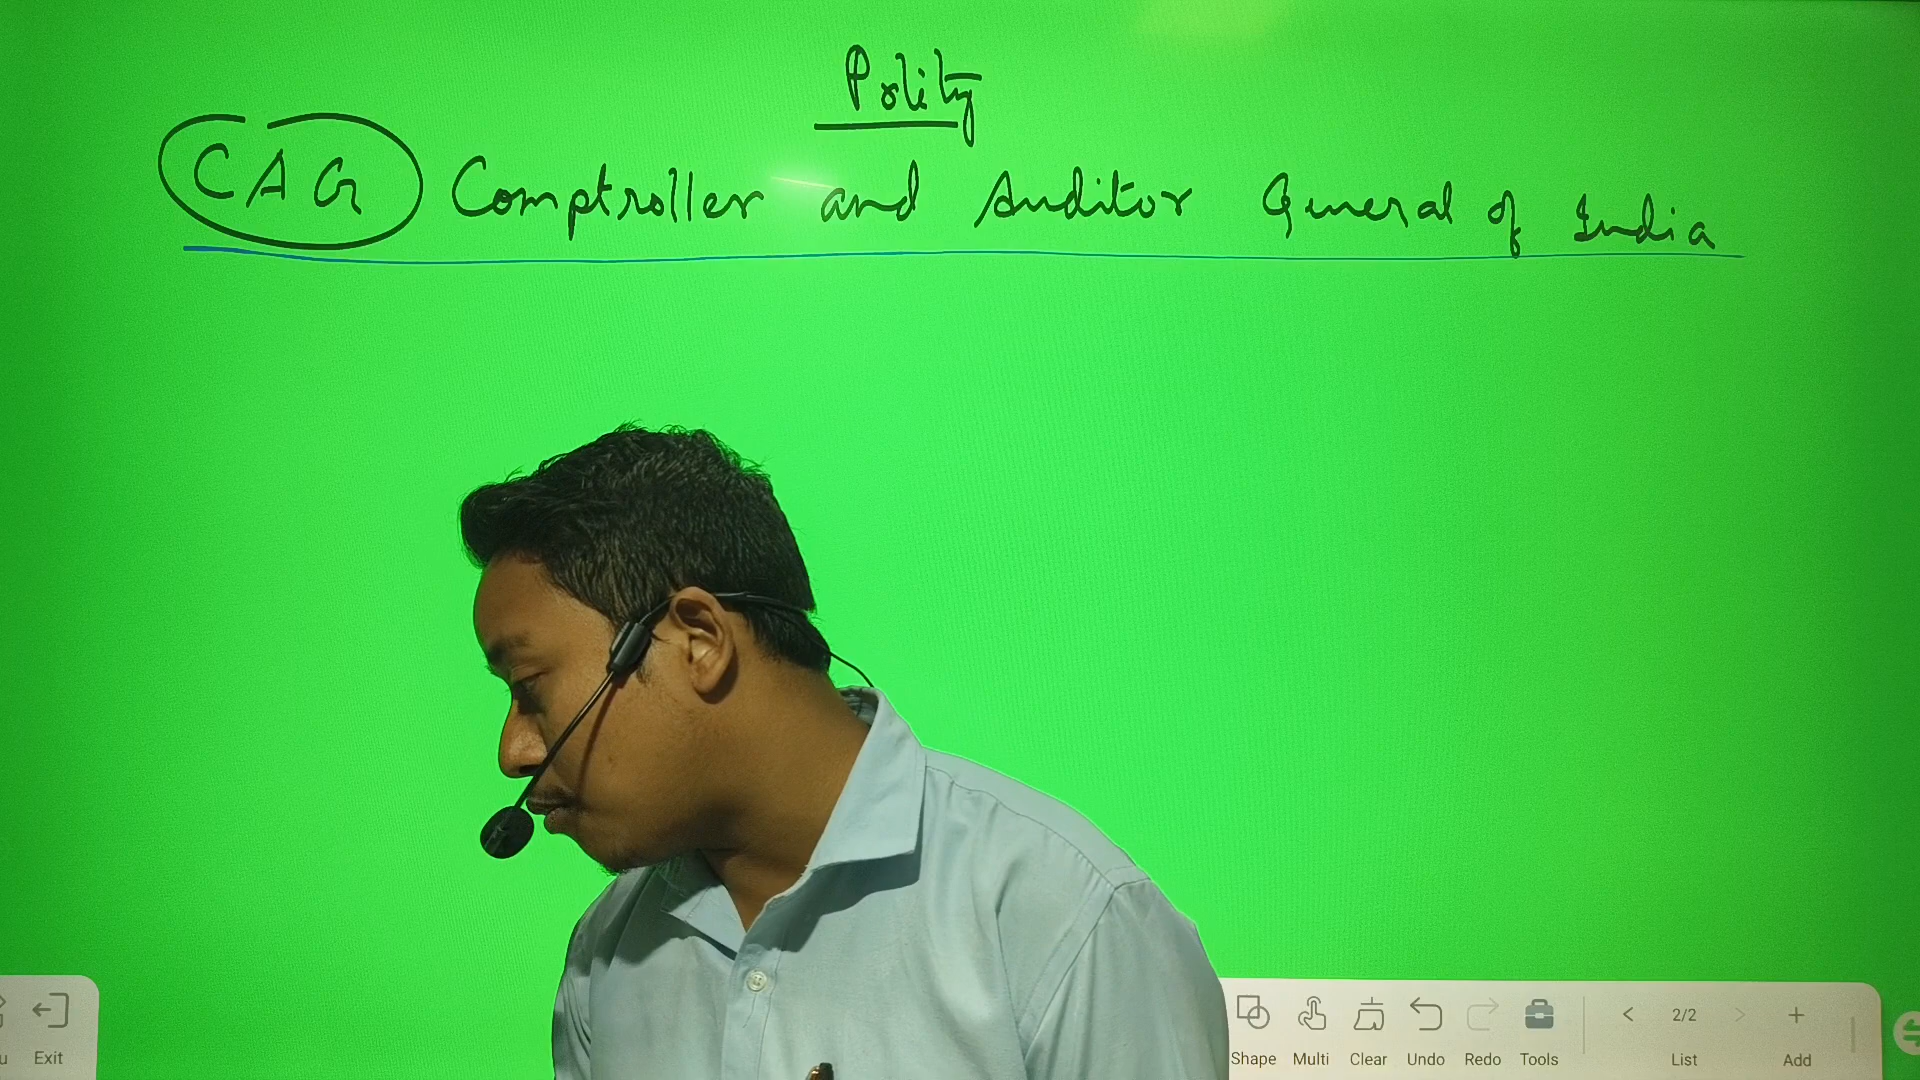 Polity
CAG Comptroller and Auditor General of India
u Exit Shape Multi Clear Undo Redo Tools < 2/2 > List + Add